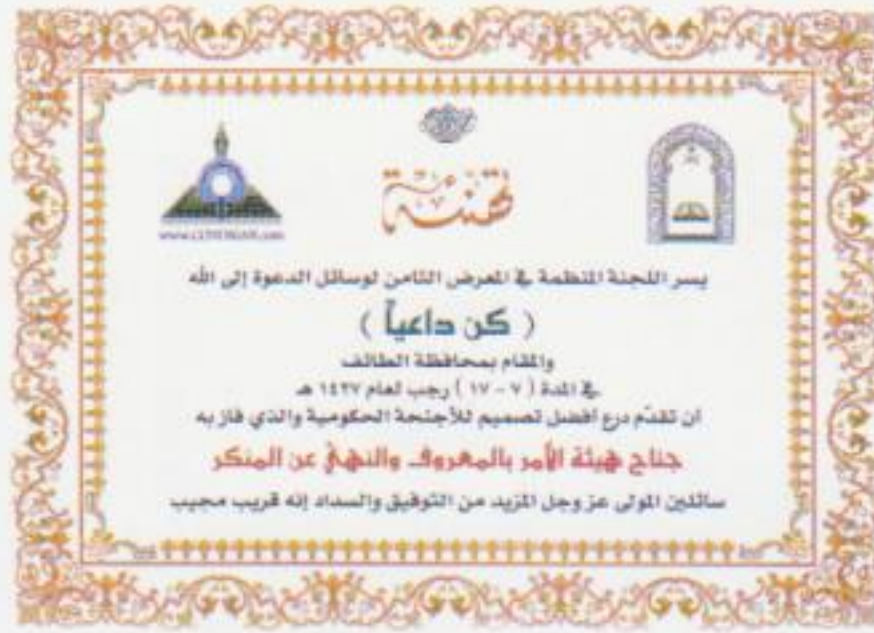 تهنئة
يسر اللجنة المنظمة في المعرض الثامن لوسائل الدعوة إلى الله
( كن داعياً )
والمقام بمحافظة الطائف
في المدة ( ٧ - ١٧ ) رجب لعام ١٤٢٧ هـ
أن تقدّم درع أفضل تصميم للأجنحة الحكومية والذي فاز به
جناح هيئة الأمر بالمعروف والنهي عن المنكر
سائلين المولى عز وجل المزيد من التوفيق والسداد إنه قريب مجيب